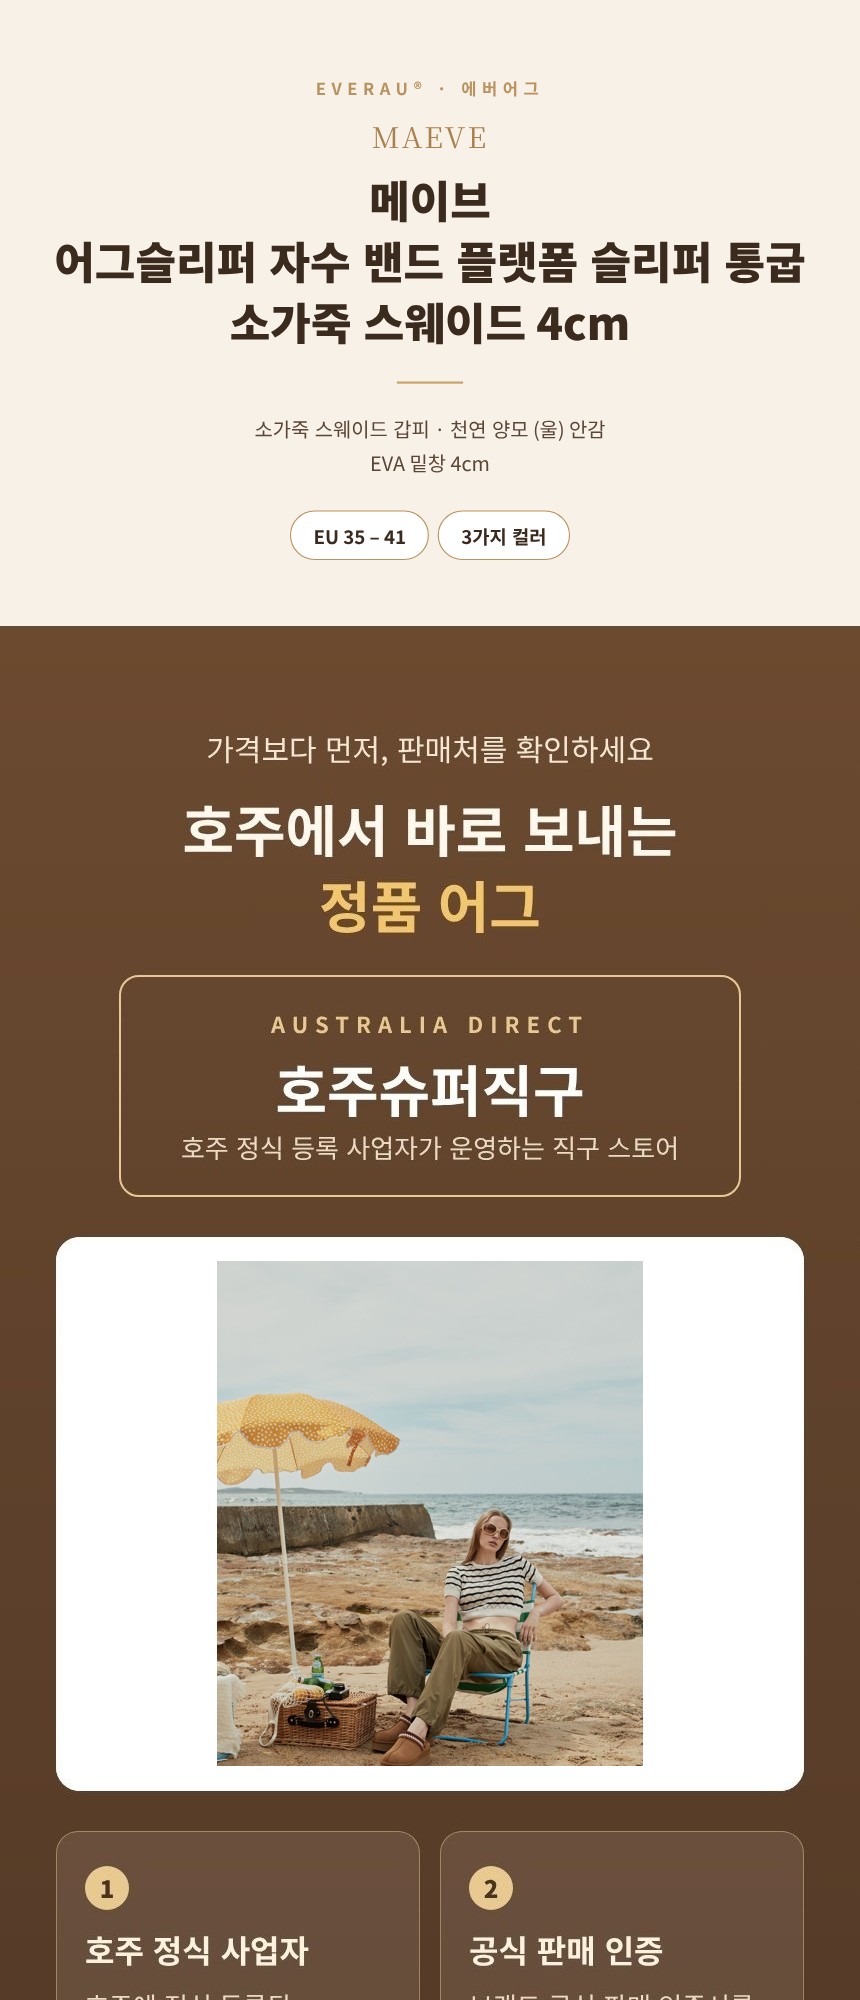 EVERAU® · 에버어그
MAEVE
메이브
어그슬리퍼 자수 밴드 플랫폼 슬리퍼 통굽
소가죽 스웨이드 4cm
소가죽 스웨이드 갑피 · 천연 양모 (울) 안감
EVA 밑창 4cm
EU 35 – 41
3가지 컬러
가격보다 먼저, 판매처를 확인하세요
호주에서 바로 보내는
정품 어그
AUSTRALIA DIRECT
호주슈퍼직구
호주 정식 등록 사업자가 운영하는 직구 스토어
1
호주 정식 사업자
2
공식 판매 인증